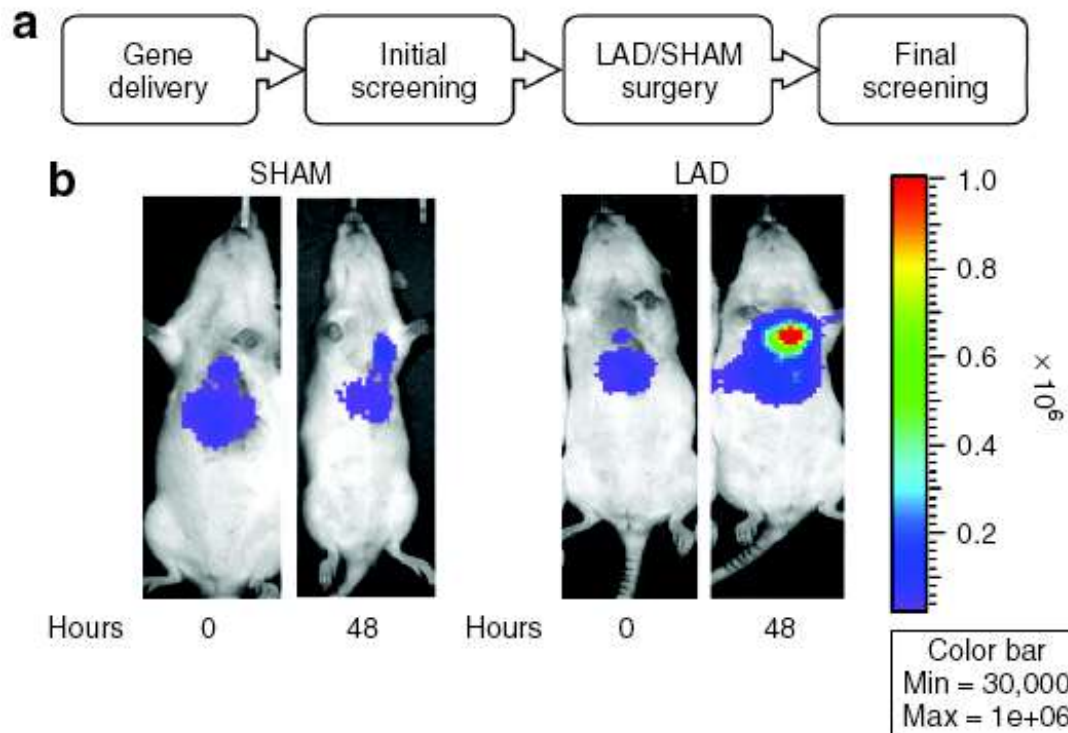 a
Gene
delivery
Initial
screening
LAD/SHAM
surgery
Final
screening
b
SHAM
LAD
1.0
0.8
0.6
0.4
0.2
× 10⁶
Hours 0 48
Hours 0 48
Color bar
Min = 30,000
Max = 1e+06